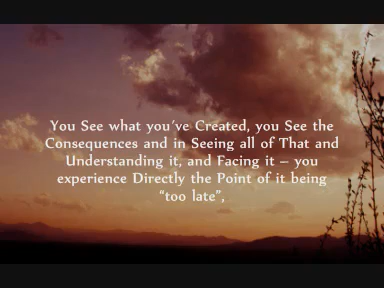 You See what you've Created, you See the
Consequences and in Seeing all of That and
Understanding it, and Facing it – you
experience Directly the Point of it being
"too late",